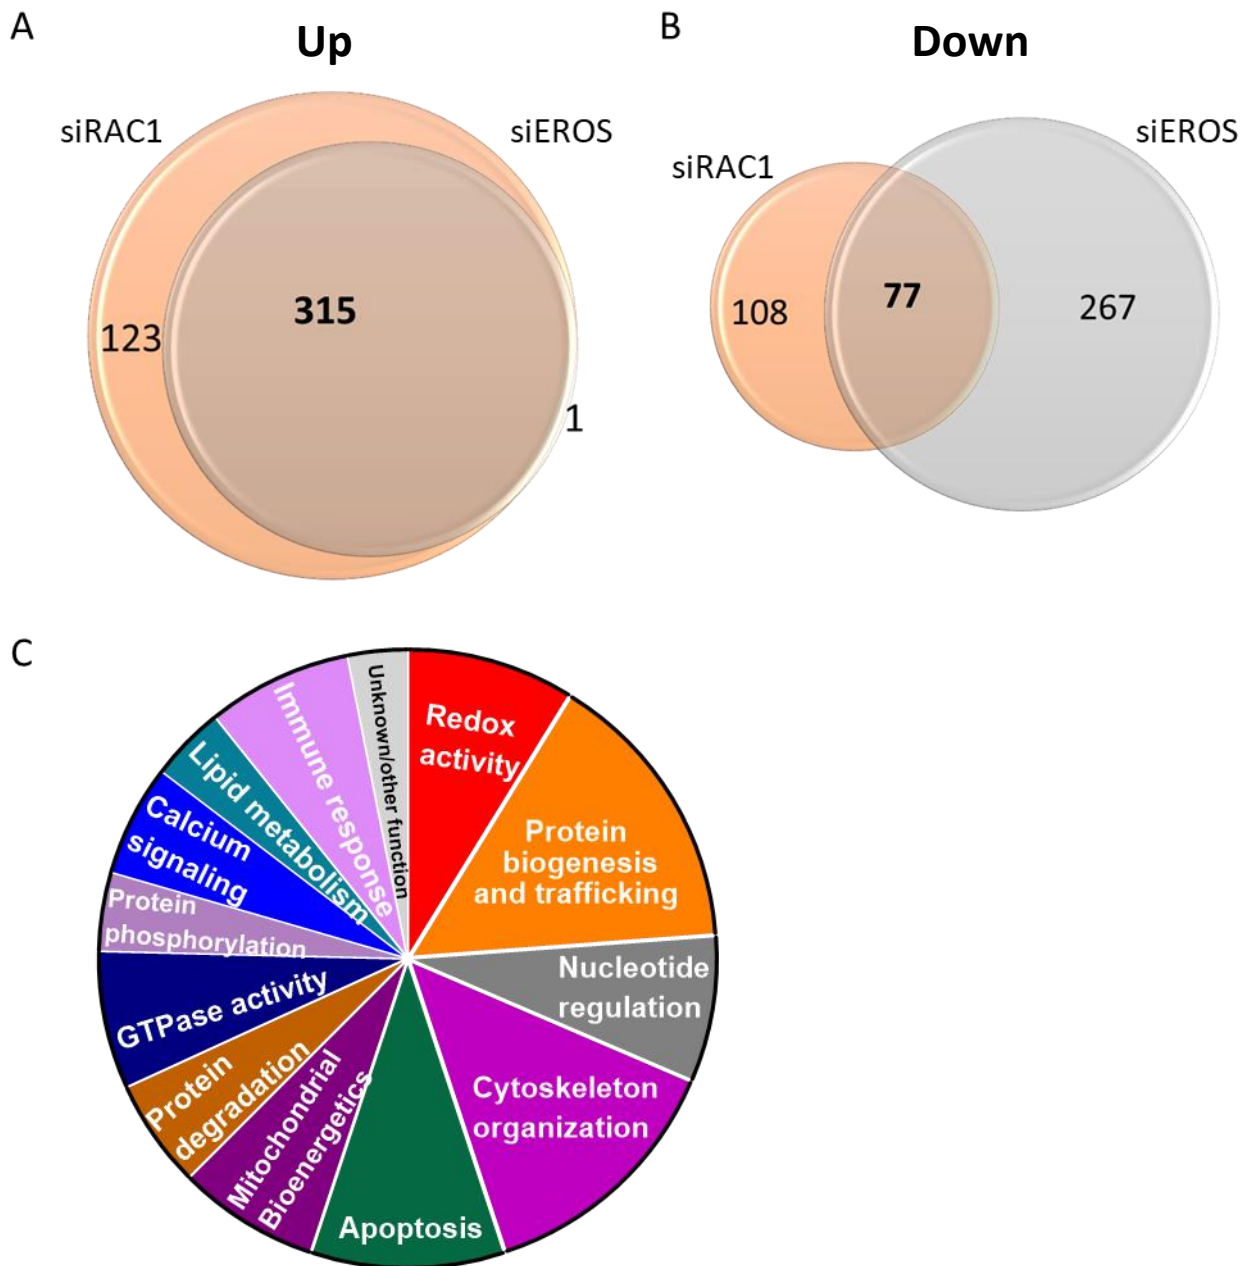 A
Up
siRAC1
siEROS
123
315
1
B
Down
siRAC1
siEROS
108
77
267
C
Redox
activity
Protein
biogenesis
and trafficking
Nucleotide
regulation
Cytoskeleton
organization
Apoptosis
Mitochondrial
Bioenergetics
Protein
degradation
GTPase activity
Protein
phosphorylation
Calcium
signaling
Lipid metabolism
Immune response
Unknown/other function